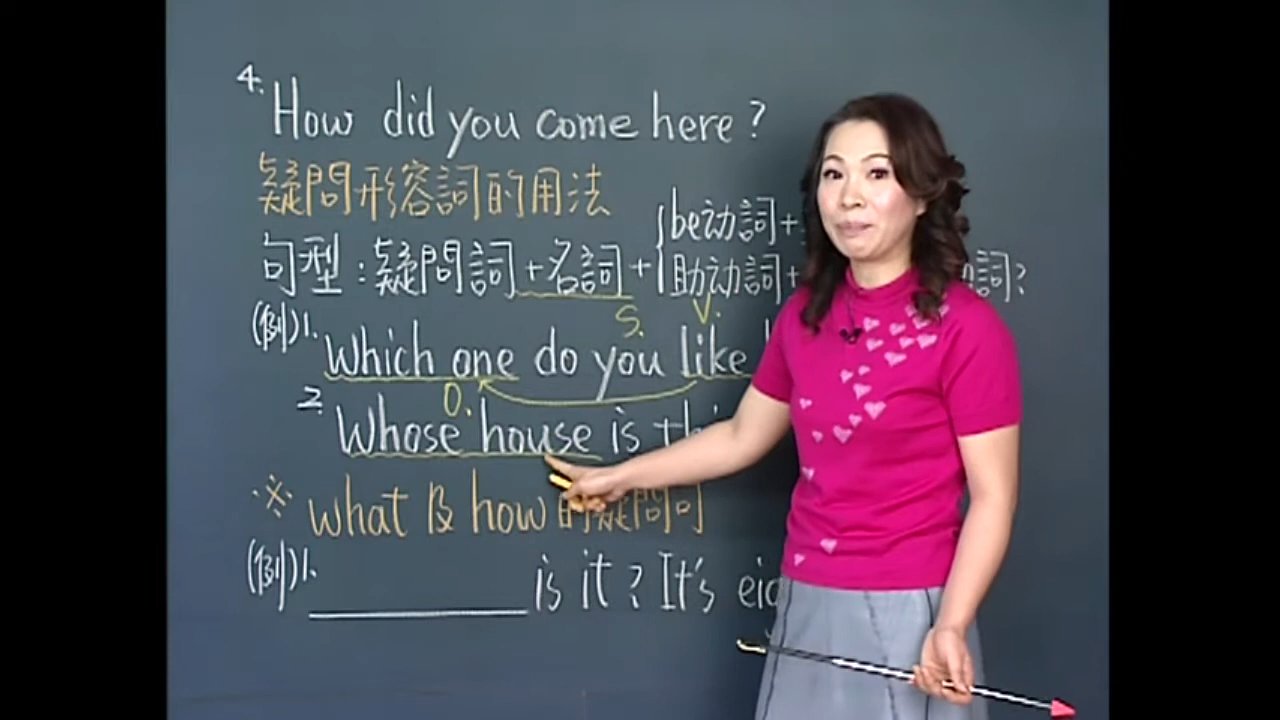 4. How did you come here?
疑問形容詞的用法
句型:疑問詞+名詞+{be动詞+
助动詞+ 詞?
S. V.
(例)1. Which one do you like
O.
2. Whose house is
※ what 及 how 的疑問句
(例)1. ______ is it? It's